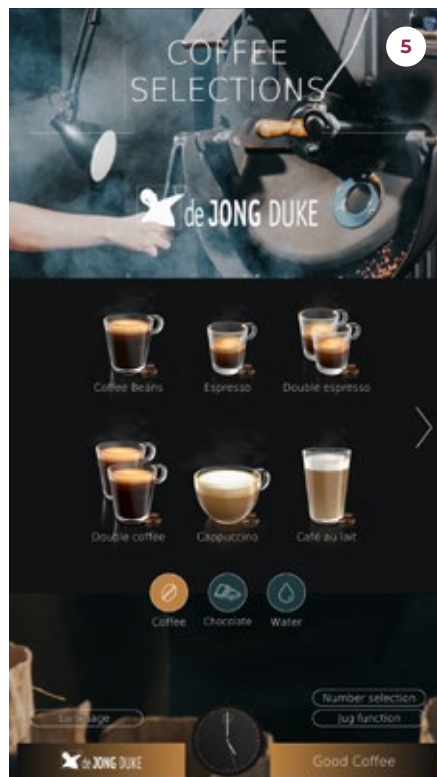 5
COFFEE
SELECTIONS
de JONG DUKE
Coffee Beans
Espresso
Double espresso
Double coffee
Cappuccino
Café au lait
Coffee
Chocolate
Water
Number selection
Language
Jug function
de JONG DUKE
Good Coffee